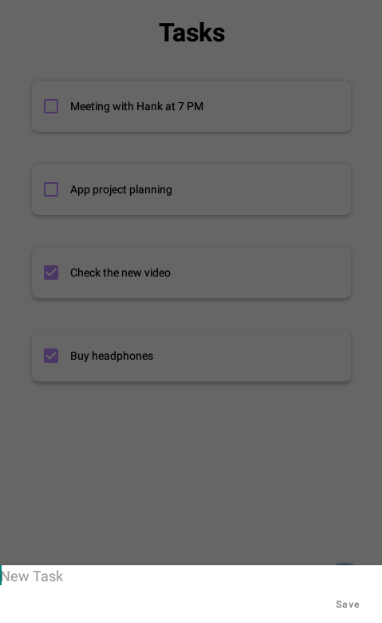 Tasks
Meeting with Hank at 7 PM
App project planning
Check the new video
Buy headphones
New Task
Save